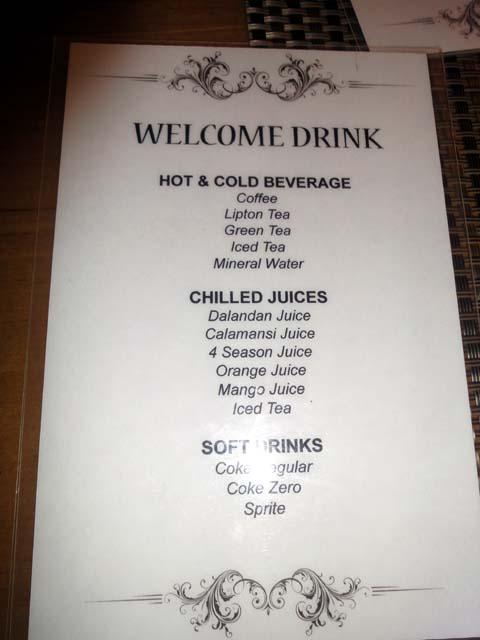 WELCOME DRINK
HOT & COLD BEVERAGE
Coffee
Lipton Tea
Green Tea
Iced Tea
Mineral Water
CHILLED JUICES
Dalandan Juice
Calamansi Juice
4 Season Juice
Orange Juice
Mango Juice
Iced Tea
SOFT DRINKS
Coke Regular
Coke Zero
Sprite